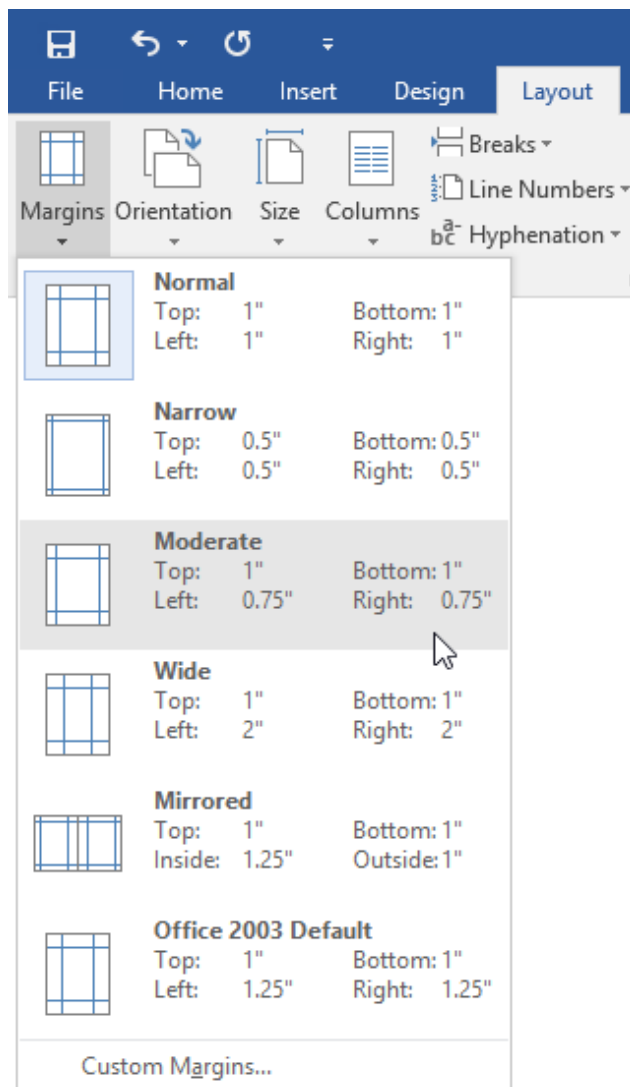 File Home Insert Design Layout
Margins Orientation Size Columns
Breaks
Line Numbers
Hyphenation
Normal
Top: 1" Bottom: 1"
Left: 1" Right: 1"
Narrow
Top: 0.5" Bottom: 0.5"
Left: 0.5" Right: 0.5"
Moderate
Top: 1" Bottom: 1"
Left: 0.75" Right: 0.75"
Wide
Top: 1" Bottom: 1"
Left: 2" Right: 2"
Mirrored
Top: 1" Bottom: 1"
Inside: 1.25" Outside: 1"
Office 2003 Default
Top: 1" Bottom: 1"
Left: 1.25" Right: 1.25"
Custom Margins...